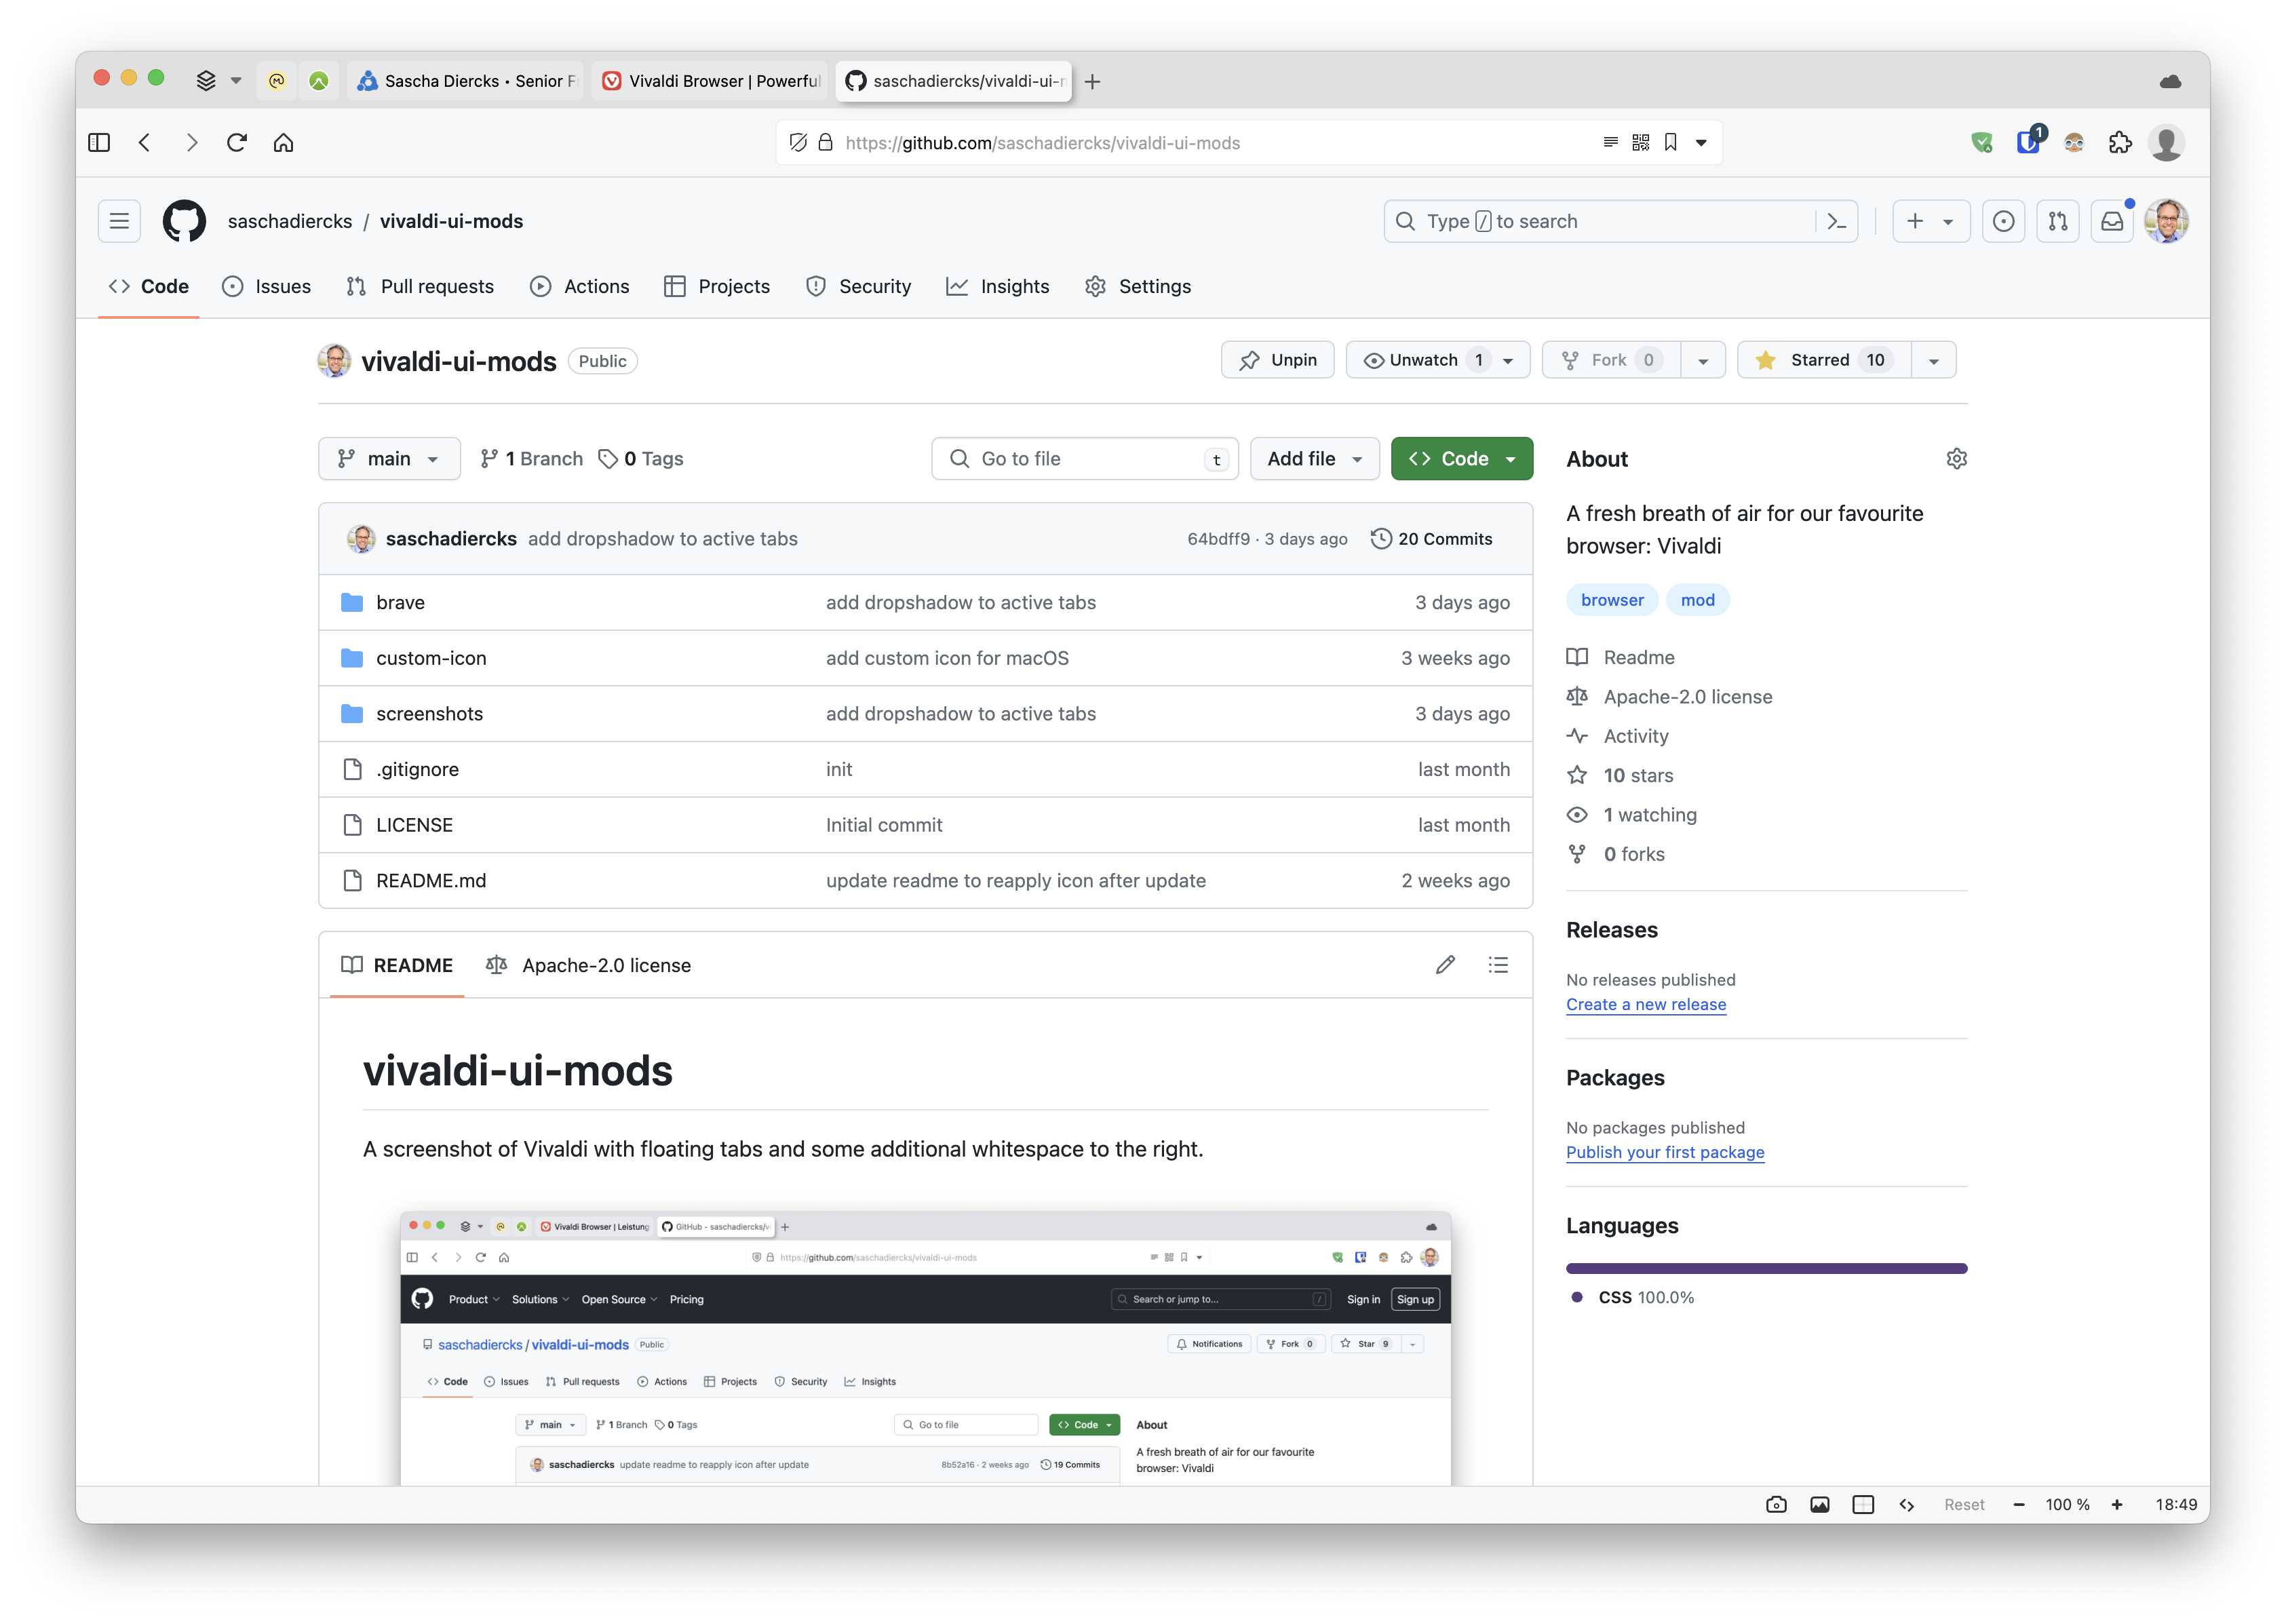 Sascha Diercks • Senior F
Vivaldi Browser | Powerful
saschadiercks/vivaldi-ui-
https://github.com/saschadiercks/vivaldi-ui-mods
1
saschadiercks / vivaldi-ui-mods
Type / to search
Code Issues Pull requests Actions Projects Security Insights Settings
vivaldi-ui-mods Public
Unpin Unwatch 1 Fork 0 Starred 10
main 1 Branch 0 Tags Go to file t Add file Code
saschadiercks add dropshadow to active tabs 64bdff9 · 3 days ago 20 Commits
brave add dropshadow to active tabs 3 days ago
custom-icon add custom icon for macOS 3 weeks ago
screenshots add dropshadow to active tabs 3 days ago
.gitignore init last month
LICENSE Initial commit last month
README.md update readme to reapply icon after update 2 weeks ago
README Apache-2.0 license
vivaldi-ui-mods
A screenshot of Vivaldi with floating tabs and some additional whitespace to the right.
Vivaldi Browser | Leistung
GitHub - saschadiercks/vi
https://github.com/saschadiercks/vivaldi-ui-mods
Product Solutions Open Source Pricing Search or jump to... / Sign in Sign up
saschadiercks / vivaldi-ui-mods Public Notifications Fork 0 Star 9
Code Issues Pull requests Actions Projects Security Insights
main 1 Branch 0 Tags Go to file Code About
A fresh breath of air for our favourite
browser: Vivaldi
saschadiercks update readme to reapply icon after update 8b52a16 · 2 weeks ago 19 Commits
About
A fresh breath of air for our favourite
browser: Vivaldi
browser mod
Readme
Apache-2.0 license
Activity
10 stars
1 watching
0 forks
Releases
No releases published
Create a new release
Packages
No packages published
Publish your first package
Languages
CSS 100.0%
Reset − 100 % + 18:49